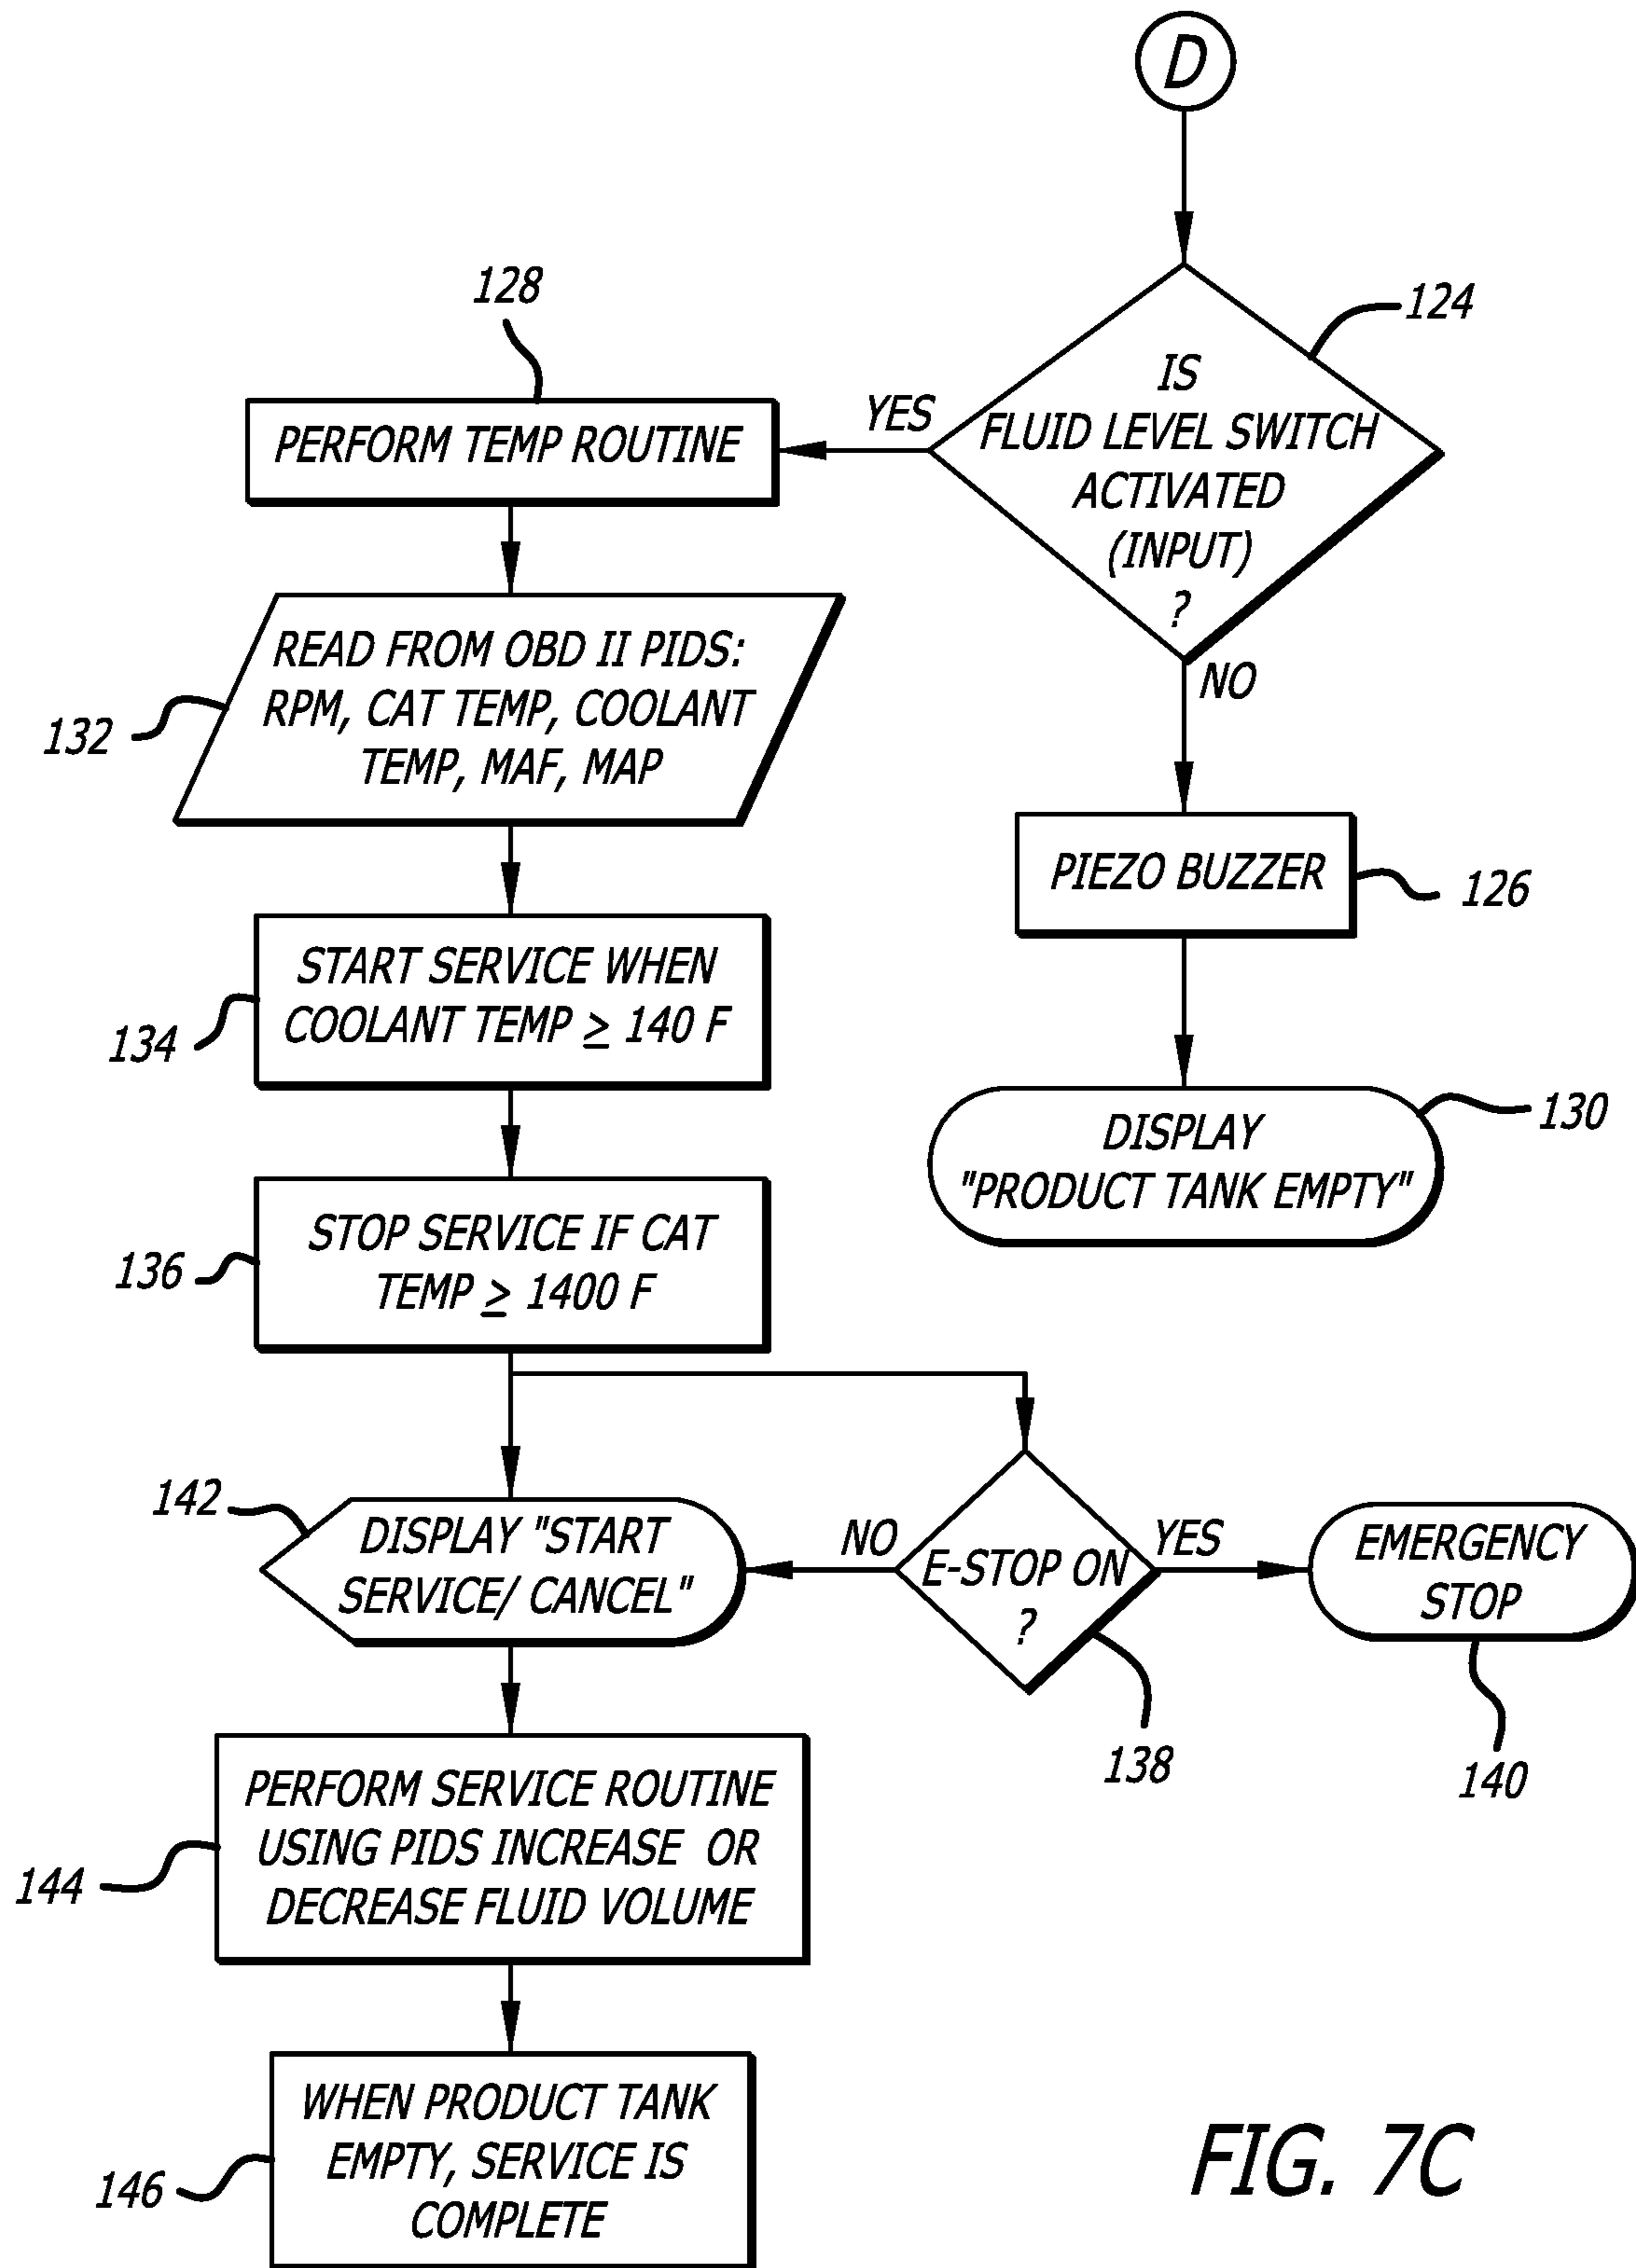 D
124
IS
FLUID LEVEL SWITCH
ACTIVATED
(INPUT)
?
YES
NO
128
PERFORM TEMP ROUTINE
132
READ FROM OBD II PIDS:
RPM, CAT TEMP, COOLANT
TEMP, MAF, MAP
PIEZO BUZZER
126
134
START SERVICE WHEN
COOLANT TEMP ≥ 140 F
DISPLAY
"PRODUCT TANK EMPTY"
130
136
STOP SERVICE IF CAT
TEMP ≥ 1400 F
142
DISPLAY "START
SERVICE/ CANCEL"
NO
E-STOP ON
?
YES
138
EMERGENCY
STOP
140
144
PERFORM SERVICE ROUTINE
USING PIDS INCREASE OR
DECREASE FLUID VOLUME
146
WHEN PRODUCT TANK
EMPTY, SERVICE IS
COMPLETE
FIG. 7C